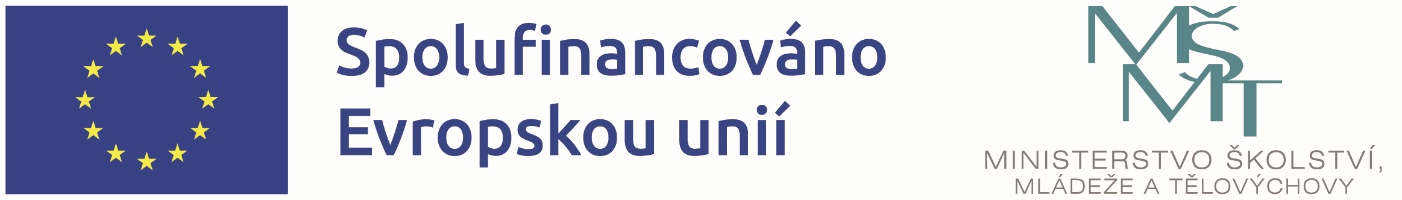 Spolufinancováno
Evropskou unií
MŠMT
MINISTERSTVO ŠKOLSTVÍ,
MLÁDEŽE A TĚLOVÝCHOVY